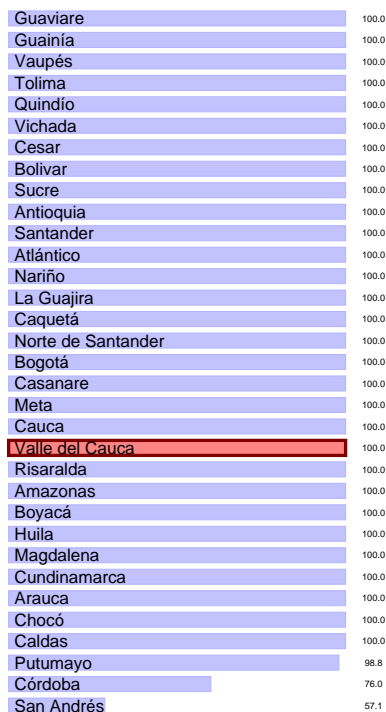 Guaviare 100.0
Guainía 100.0
Vaupés 100.0
Tolima 100.0
Quindío 100.0
Vichada 100.0
Cesar 100.0
Bolivar 100.0
Sucre 100.0
Antioquia 100.0
Santander 100.0
Atlántico 100.0
Nariño 100.0
La Guajira 100.0
Caquetá 100.0
Norte de Santander 100.0
Bogotá 100.0
Casanare 100.0
Meta 100.0
Cauca 100.0
Valle del Cauca 100.0
Risaralda 100.0
Amazonas 100.0
Boyacá 100.0
Huila 100.0
Magdalena 100.0
Cundinamarca 100.0
Arauca 100.0
Chocó 100.0
Caldas 100.0
Putumayo 98.8
Córdoba 76.0
San Andrés 57.1